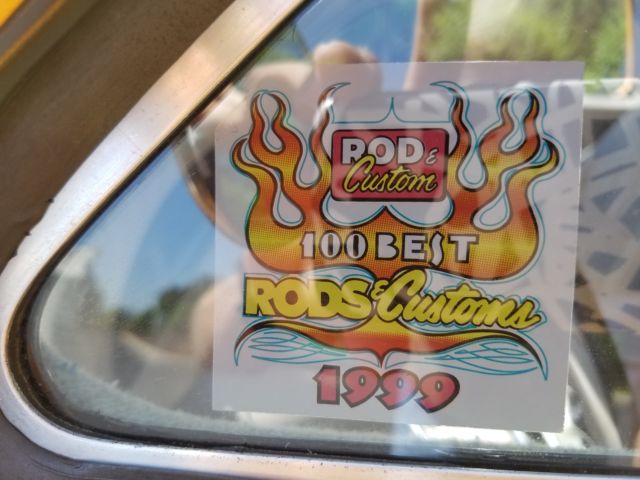 ROD &
Custom
100 BEST
RODS & Customs
1999